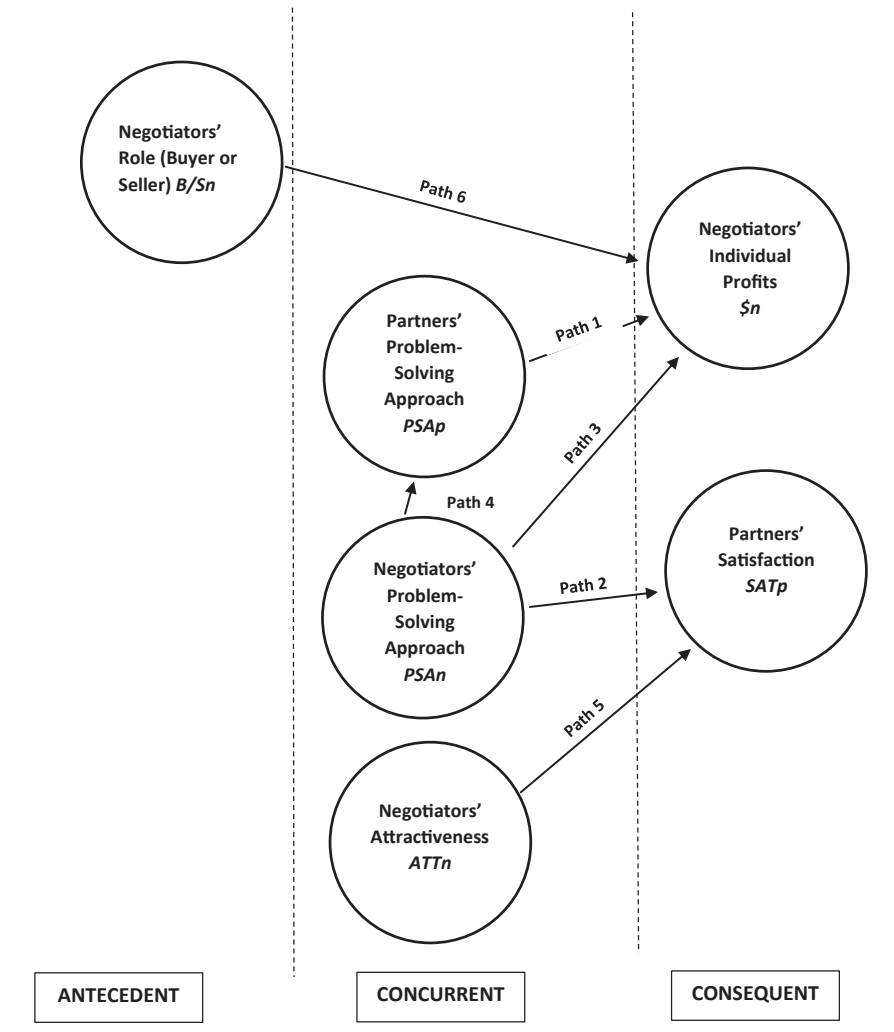 Negotiators'
Role (Buyer or
Seller) B/Sn
Path 6
Negotiators'
Individual
Profits
$n
Partners'
Problem-
Solving
Approach
PSAp
Path 1
Path 3
Path 4
Negotiators'
Problem-
Solving
Approach
PSAn
Path 2
Partners'
Satisfaction
SATp
Path 5
Negotiators'
Attractiveness
ATTn
ANTECEDENT
CONCURRENT
CONSEQUENT